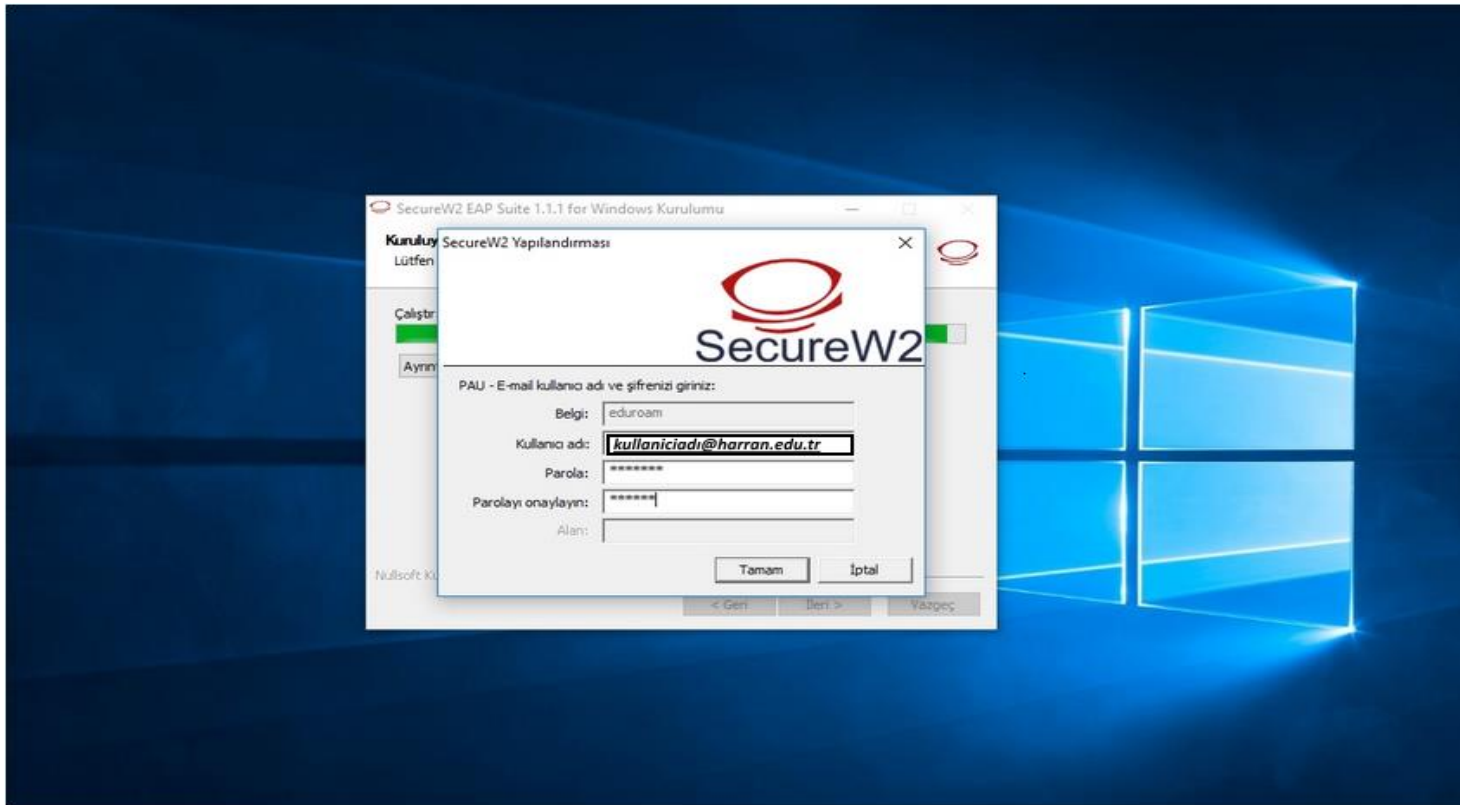 SecureW2 EAP Suite 1.1.1 for Windows Kurulumu
Kuruluy
Lütfen
SecureW2 Yapılandırması
SecureW2
Çalıştır
Ayrın
PAU - E-mail kullanıcı adı ve şifrenizi giriniz:
Belgi: eduroam
Kullanıcı adı: kullaniciadı@harran.edu.tr
Parola: *******
Parolayı onaylayın: ******
Alan:
Tamam İptal
Nullsoft Ku
< Geri İleri > Vazgeç